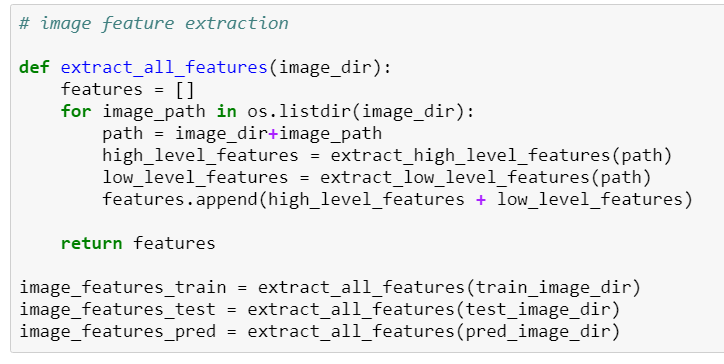 # image feature extraction
def extract_all_features(image_dir):
    features = []
    for image_path in os.listdir(image_dir):
        path = image_dir+image_path
        high_level_features = extract_high_level_features(path)
        low_level_features = extract_low_level_features(path)
        features.append(high_level_features + low_level_features)
    return features
image_features_train = extract_all_features(train_image_dir)
image_features_test = extract_all_features(test_image_dir)
image_features_pred = extract_all_features(pred_image_dir)